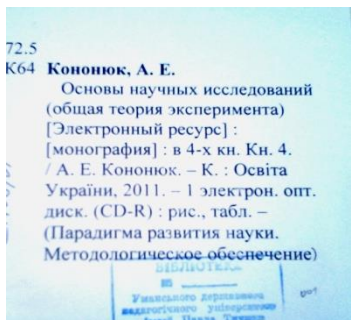 72.5
К64 Кононюк, А. Е.
Основы научных исследований
(общая теория эксперимента)
[Электронный ресурс] :
[монография] : в 4-х кн. Кн. 4.
/ А. Е. Кононюк. – К. : Освіта
України, 2011. – 1 электрон. опт.
диск. (CD-R) : рис., табл. –
(Парадигма развития науки.
Методологическое обеспечение)
БІБЛІОТЕКА
Уманського державного
педагогічного університету